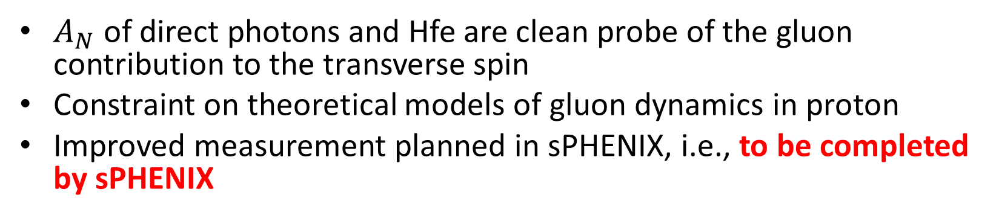 • A_N of direct photons and Hfe are clean probe of the gluon
contribution to the transverse spin
• Constraint on theoretical models of gluon dynamics in proton
• Improved measurement planned in sPHENIX, i.e., to be completed
by sPHENIX